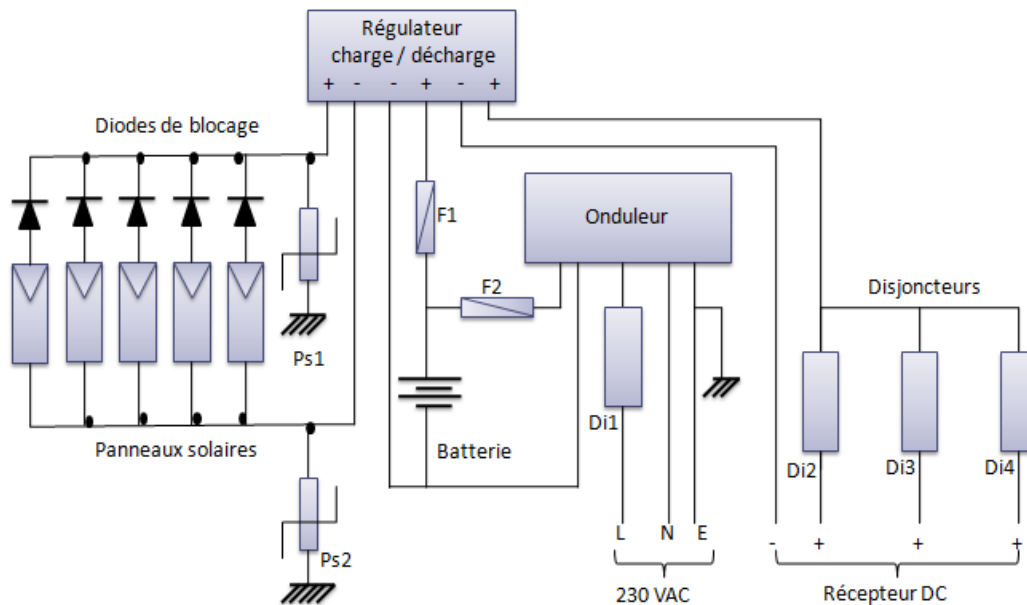 Régulateur
charge / décharge
+ - - + - +
Diodes de blocage
F1
Onduleur
F2
Disjoncteurs
Ps1
Di1
Panneaux solaires
Batterie
Di2
Di3
Di4
Ps2
L N E
- + + +
230 VAC
Récepteur DC